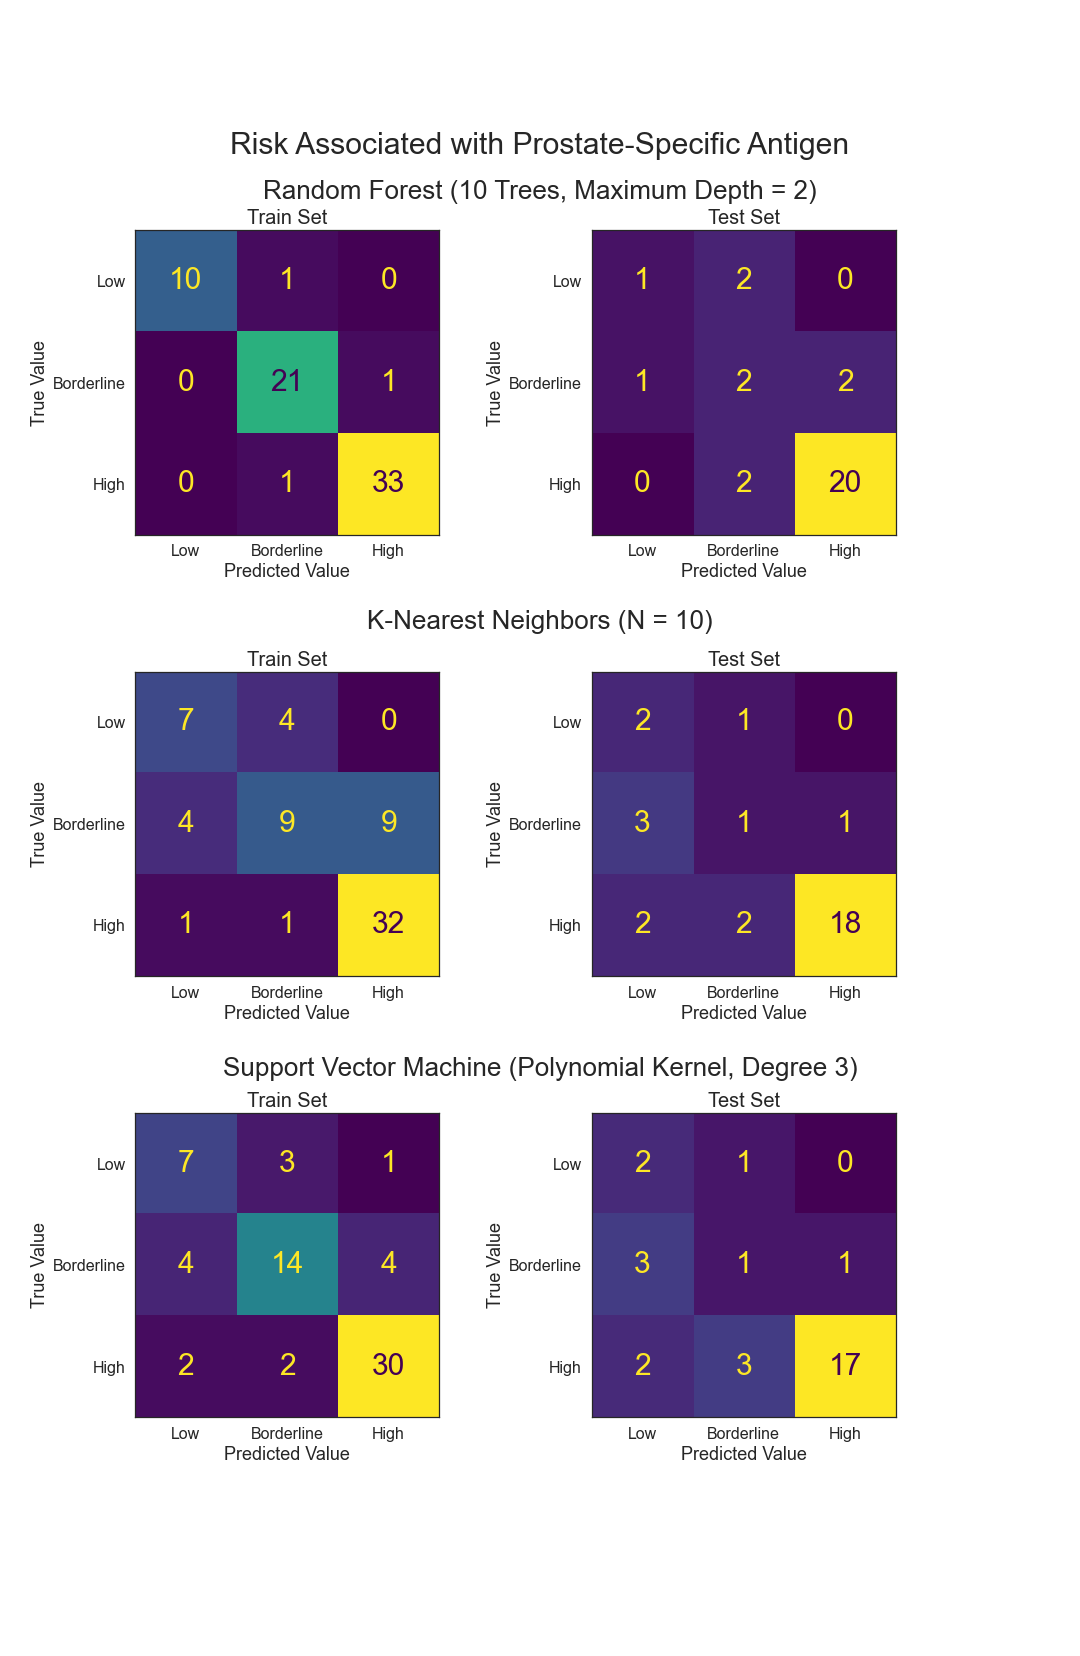 Risk Associated with Prostate-Specific Antigen
Random Forest (10 Trees, Maximum Depth = 2)
Train Set
True Value
Low 10 1 0
Borderline 0 21 1
High 0 1 33
Low Borderline High
Predicted Value
Test Set
True Value
Low 1 2 0
Borderline 1 2 2
High 0 2 20
Low Borderline High
Predicted Value
K-Nearest Neighbors (N = 10)
Train Set
True Value
Low 7 4 0
Borderline 4 9 9
High 1 1 32
Low Borderline High
Predicted Value
Test Set
True Value
Low 2 1 0
Borderline 3 1 1
High 2 2 18
Low Borderline High
Predicted Value
Support Vector Machine (Polynomial Kernel, Degree 3)
Train Set
True Value
Low 7 3 1
Borderline 4 14 4
High 2 2 30
Low Borderline High
Predicted Value
Test Set
True Value
Low 2 1 0
Borderline 3 1 1
High 2 3 17
Low Borderline High
Predicted Value